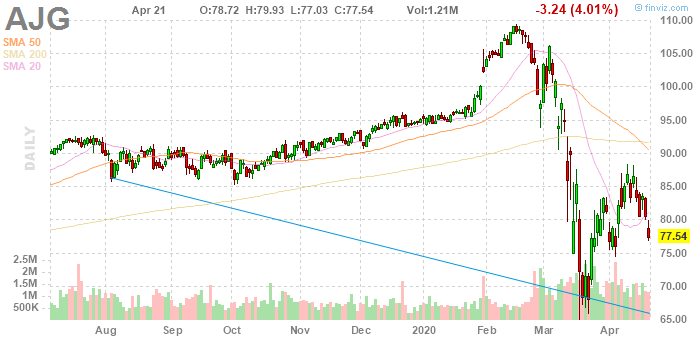 AJG
Apr 21 O:78.72 H:79.93 L:77.03 C:77.54 Vol:1.21M -3.24 (4.01%)
© finviz.com
SMA 50
SMA 200
SMA 20
DAILY
110.00
105.00
100.00
95.00
90.00
85.00
80.00
77.54
75.00
70.00
65.00
2.5M
2M
1.5M
1M
500K
Aug Sep Oct Nov Dec 2020 Feb Mar Apr